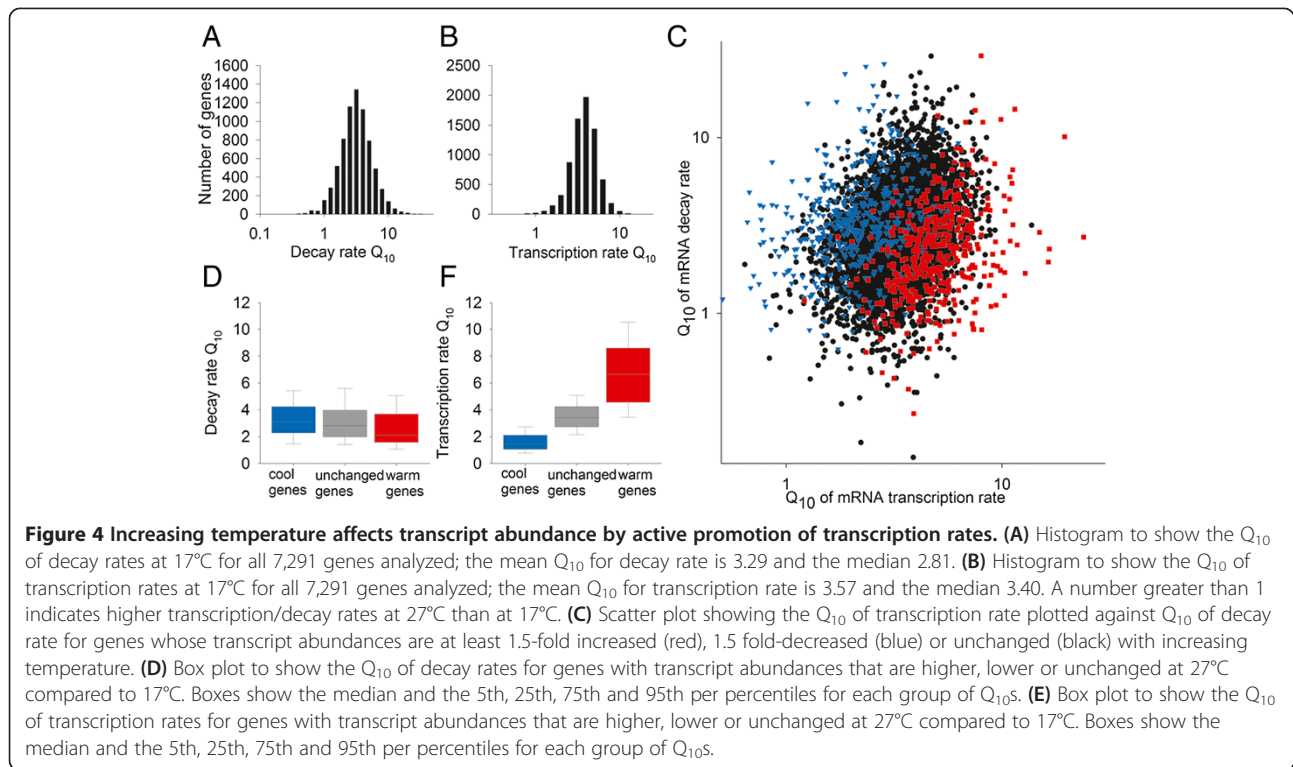 A
B
C
Number of genes
1600
1400
1200
1000
800
600
400
200
0
0.1 1 10
Decay rate Q10
2500
2000
1500
1000
500
0
1 10
Transcription rate Q10
Q10 of mRNA decay rate
10
1
1 10
Q10 of mRNA transcription rate
D
F
Decay rate Q10
12
10
8
6
4
2
0
cool genes
unchanged genes
warm genes
Transcription rate Q10
12
10
8
6
4
2
0
cool genes
unchanged genes
warm genes
Figure 4 Increasing temperature affects transcript abundance by active promotion of transcription rates. (A) Histogram to show the Q10
of decay rates at 17°C for all 7,291 genes analyzed; the mean Q10 for decay rate is 3.29 and the median 2.81. (B) Histogram to show the Q10 of
transcription rates at 17°C for all 7,291 genes analyzed; the mean Q10 for transcription rate is 3.57 and the median 3.40. A number greater than 1
indicates higher transcription/decay rates at 27°C than at 17°C. (C) Scatter plot showing the Q10 of transcription rate plotted against Q10 of decay
rate for genes whose transcript abundances are at least 1.5-fold increased (red), 1.5 fold-decreased (blue) or unchanged (black) with increasing
temperature. (D) Box plot to show the Q10 of decay rates for genes with transcript abundances that are higher, lower or unchanged at 27°C
compared to 17°C. Boxes show the median and the 5th, 25th, 75th and 95th per percentiles for each group of Q10s. (E) Box plot to show the Q10
of transcription rates for genes with transcript abundances that are higher, lower or unchanged at 27°C compared to 17°C. Boxes show the
median and the 5th, 25th, 75th and 95th per percentiles for each group of Q10s.